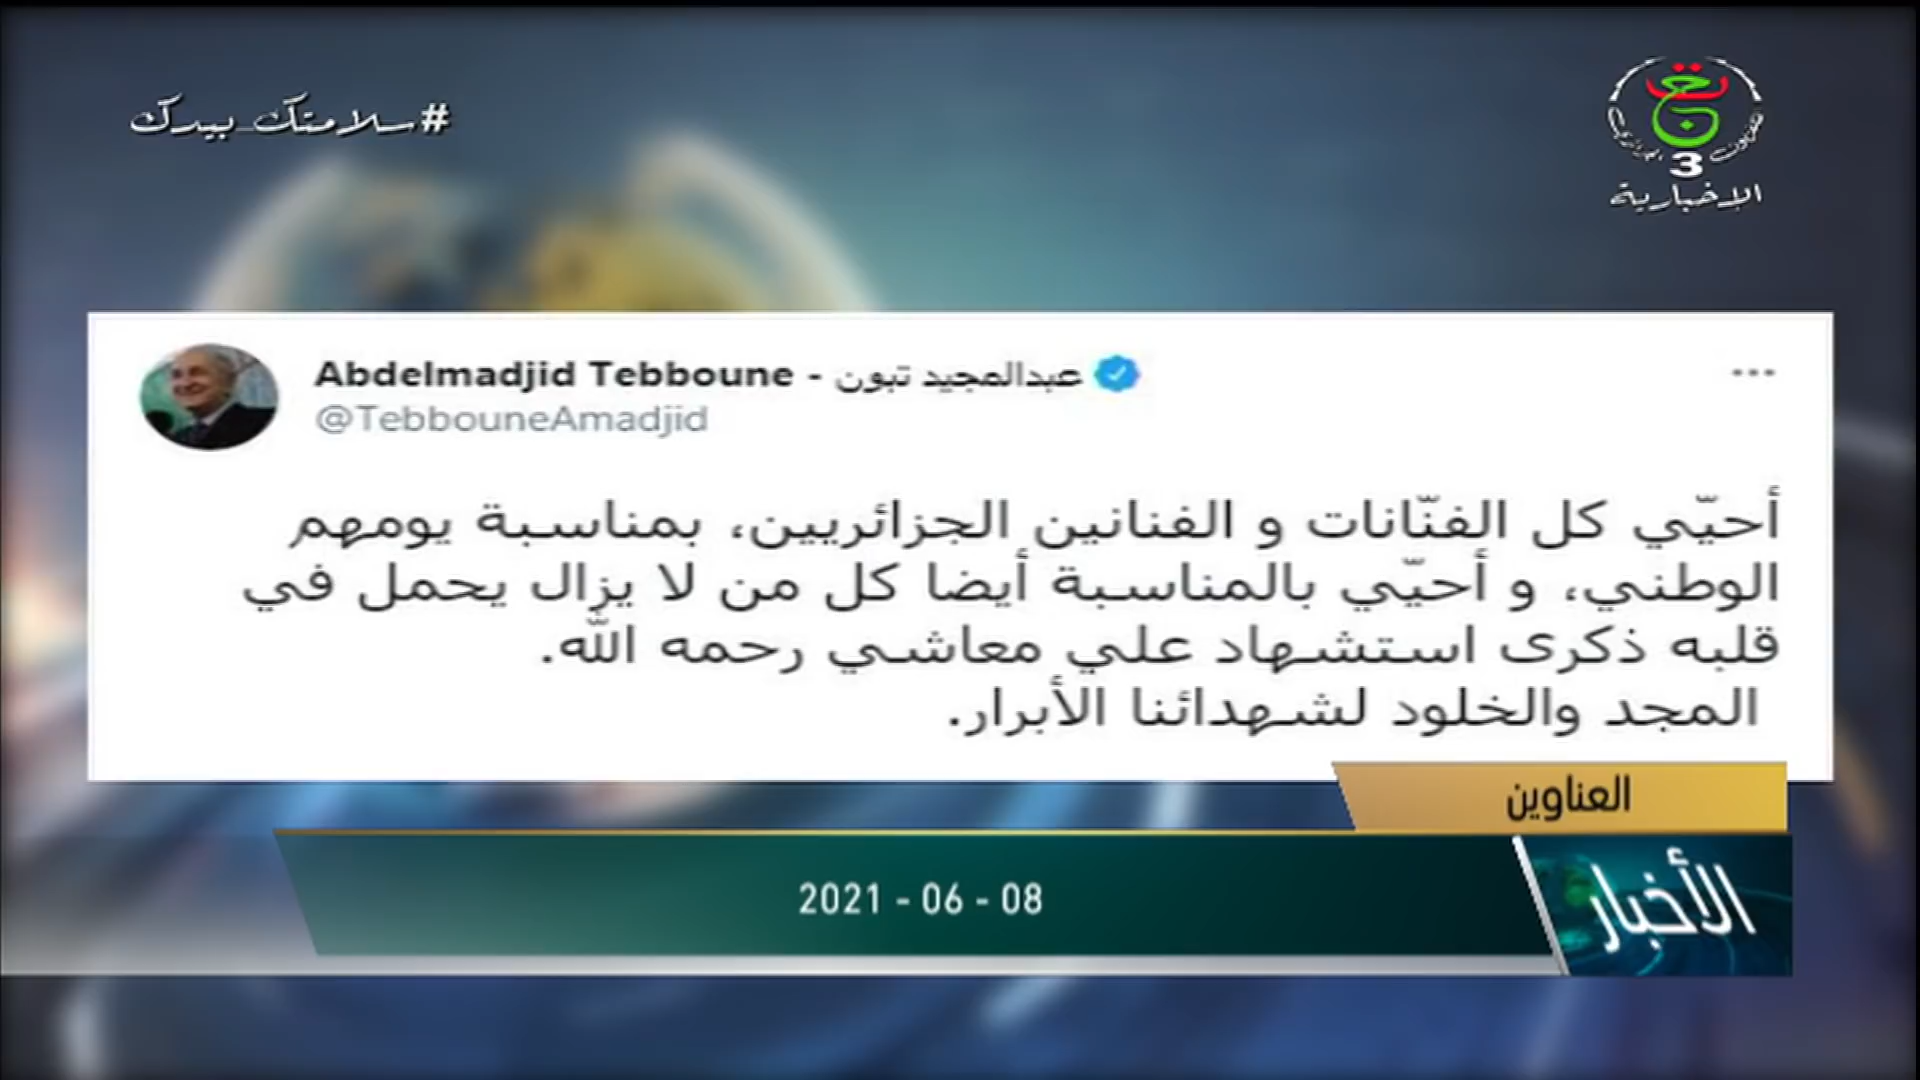 #سلامتك_بيدك
3
الإخبارية
Abdelmadjid Tebboune - عبدالمجيد تبون
@TebbouneAmadjid
أحيّي كل الفنّانات و الفنانين الجزائريين، بمناسبة يومهم
الوطني، و أحيّي بالمناسبة أيضا كل من لا يزال يحمل في
قلبه ذكرى استشهاد علي معاشي رحمه الله.
المجد والخلود لشهدائنا الأبرار.
العناوين
2021 - 06 - 08
الأخبار